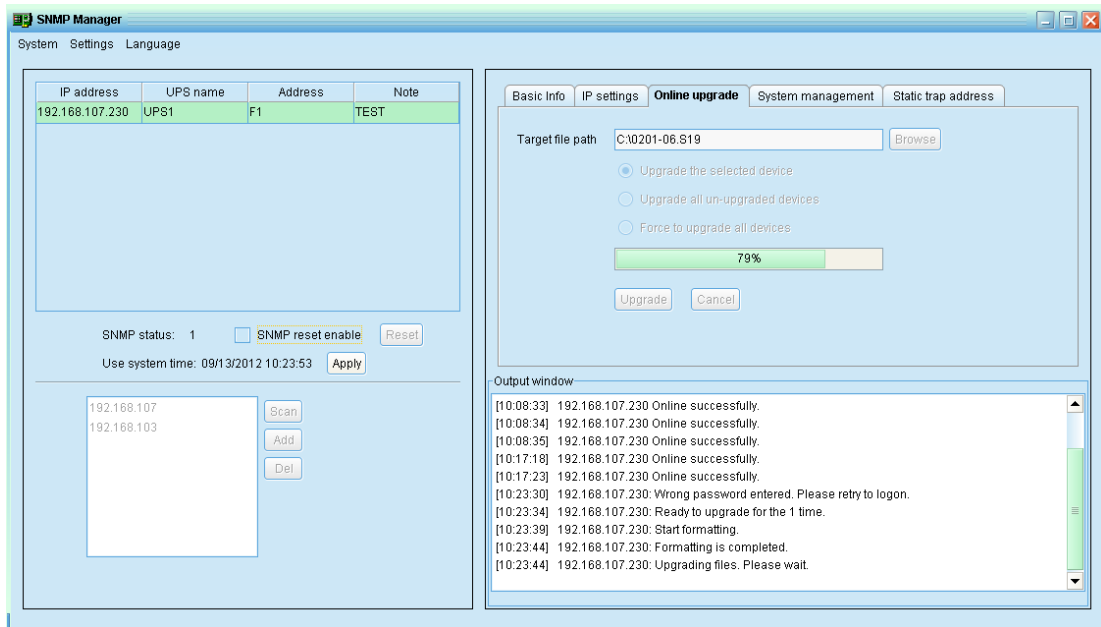 SNMP Manager
System Settings Language
IP address UPS name Address Note
192.168.107.230 UPS1 F1 TEST
SNMP status: 1 SNMP reset enable Reset
Use system time: 09/13/2012 10:23:53 Apply
192.168.107
192.168.103
Scan
Add
Del
Basic Info IP settings Online upgrade System management Static trap address
Target file path C:\0201-06.S19 Browse
Upgrade the selected device
Upgrade all un-upgraded devices
Force to upgrade all devices
79%
Upgrade Cancel
Output window
[10:08:33] 192.168.107.230 Online successfully.
[10:08:34] 192.168.107.230 Online successfully.
[10:08:35] 192.168.107.230 Online successfully.
[10:17:18] 192.168.107.230 Online successfully.
[10:17:23] 192.168.107.230 Online successfully.
[10:23:30] 192.168.107.230: Wrong password entered. Please retry to logon.
[10:23:34] 192.168.107.230: Ready to upgrade for the 1 time.
[10:23:39] 192.168.107.230: Start formatting.
[10:23:44] 192.168.107.230: Formatting is completed.
[10:23:44] 192.168.107.230: Upgrading files. Please wait.